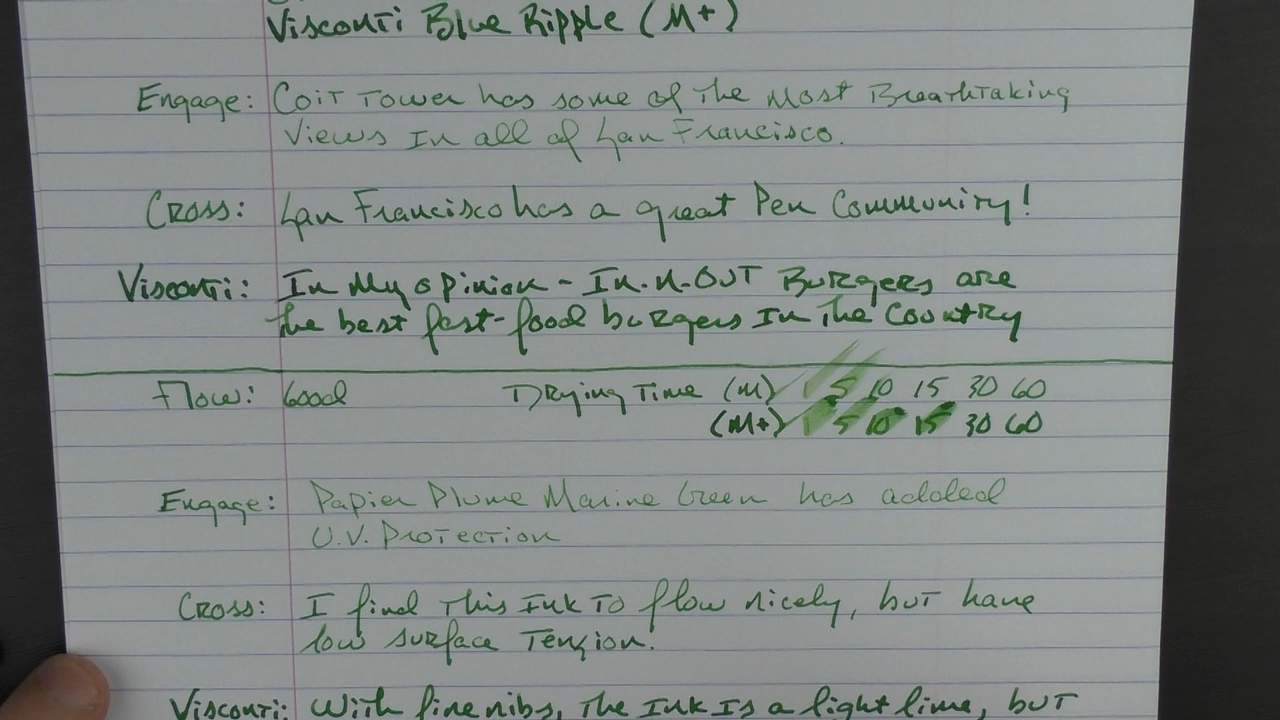 Visconti Blue Ripple (M+)
Engage: Coit Tower has some of the Most Breathtaking
Views In all of San Francisco.
Cross: San Francisco has a great Pen Community!
Visconti: In My opinion - In-N-Out Burgers are
the best fast-food burgers In The Country
Flow: Good Drying Time (M) 1 5 10 15 30 60
(M+) 1 5 10 15 30 60
Engage: Papier Plume Marine Green has added
U.V. Protection
Cross: I find This Ink To flow nicely, but have
low surface Tension.
Visconti: With fine nibs, The Ink Is a light lime, but